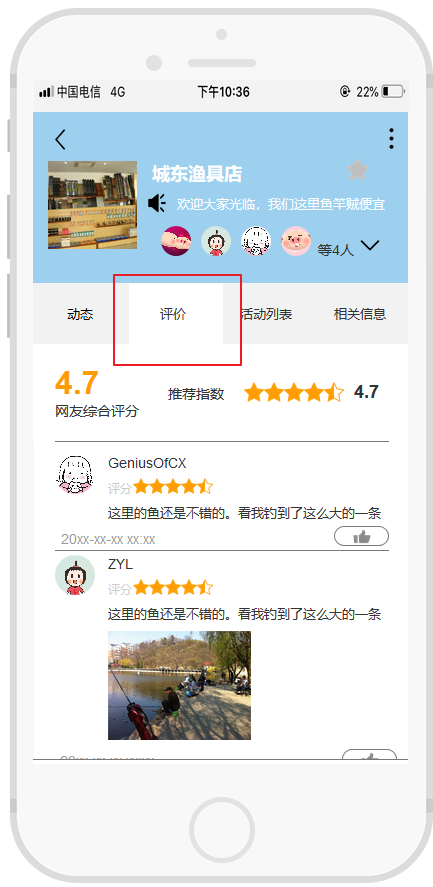 中国电信 4G 下午10:36 22%
城东渔具店
欢迎大家光临，我们这里鱼竿贼便宜
等4人
动态 评价 活动列表 相关信息
4.7
网友综合评分
推荐指数 4.7
GeniusOfCX
评分
这里的鱼还是不错的。看我钓到了这么大的一条
20xx-xx-xx xx:xx
ZYL
评分
这里的鱼还是不错的。看我钓到了这么大的一条